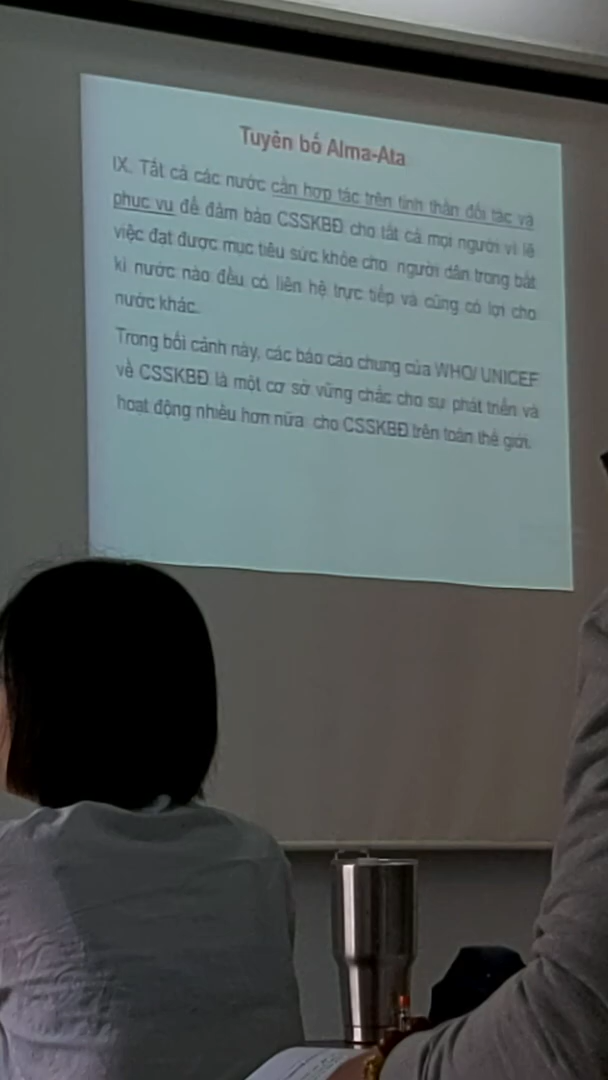 Tuyên bố Alma-Ata
IX. Tất cả các nước cần hợp tác trên tinh thần đối tác và
phục vụ để đảm bảo CSSKBĐ cho tất cả mọi người vì lẽ
việc đạt được mục tiêu sức khỏe cho người dân trong bất
kì nước nào đều có liên hệ trực tiếp và cũng có lợi cho
nước khác.
Trong bối cảnh này, các báo cáo chung của WHO/ UNICEF
về CSSKBĐ là một cơ sở vững chắc cho sự phát triển và
hoạt động nhiều hơn nữa cho CSSKBĐ trên toàn thế giới.